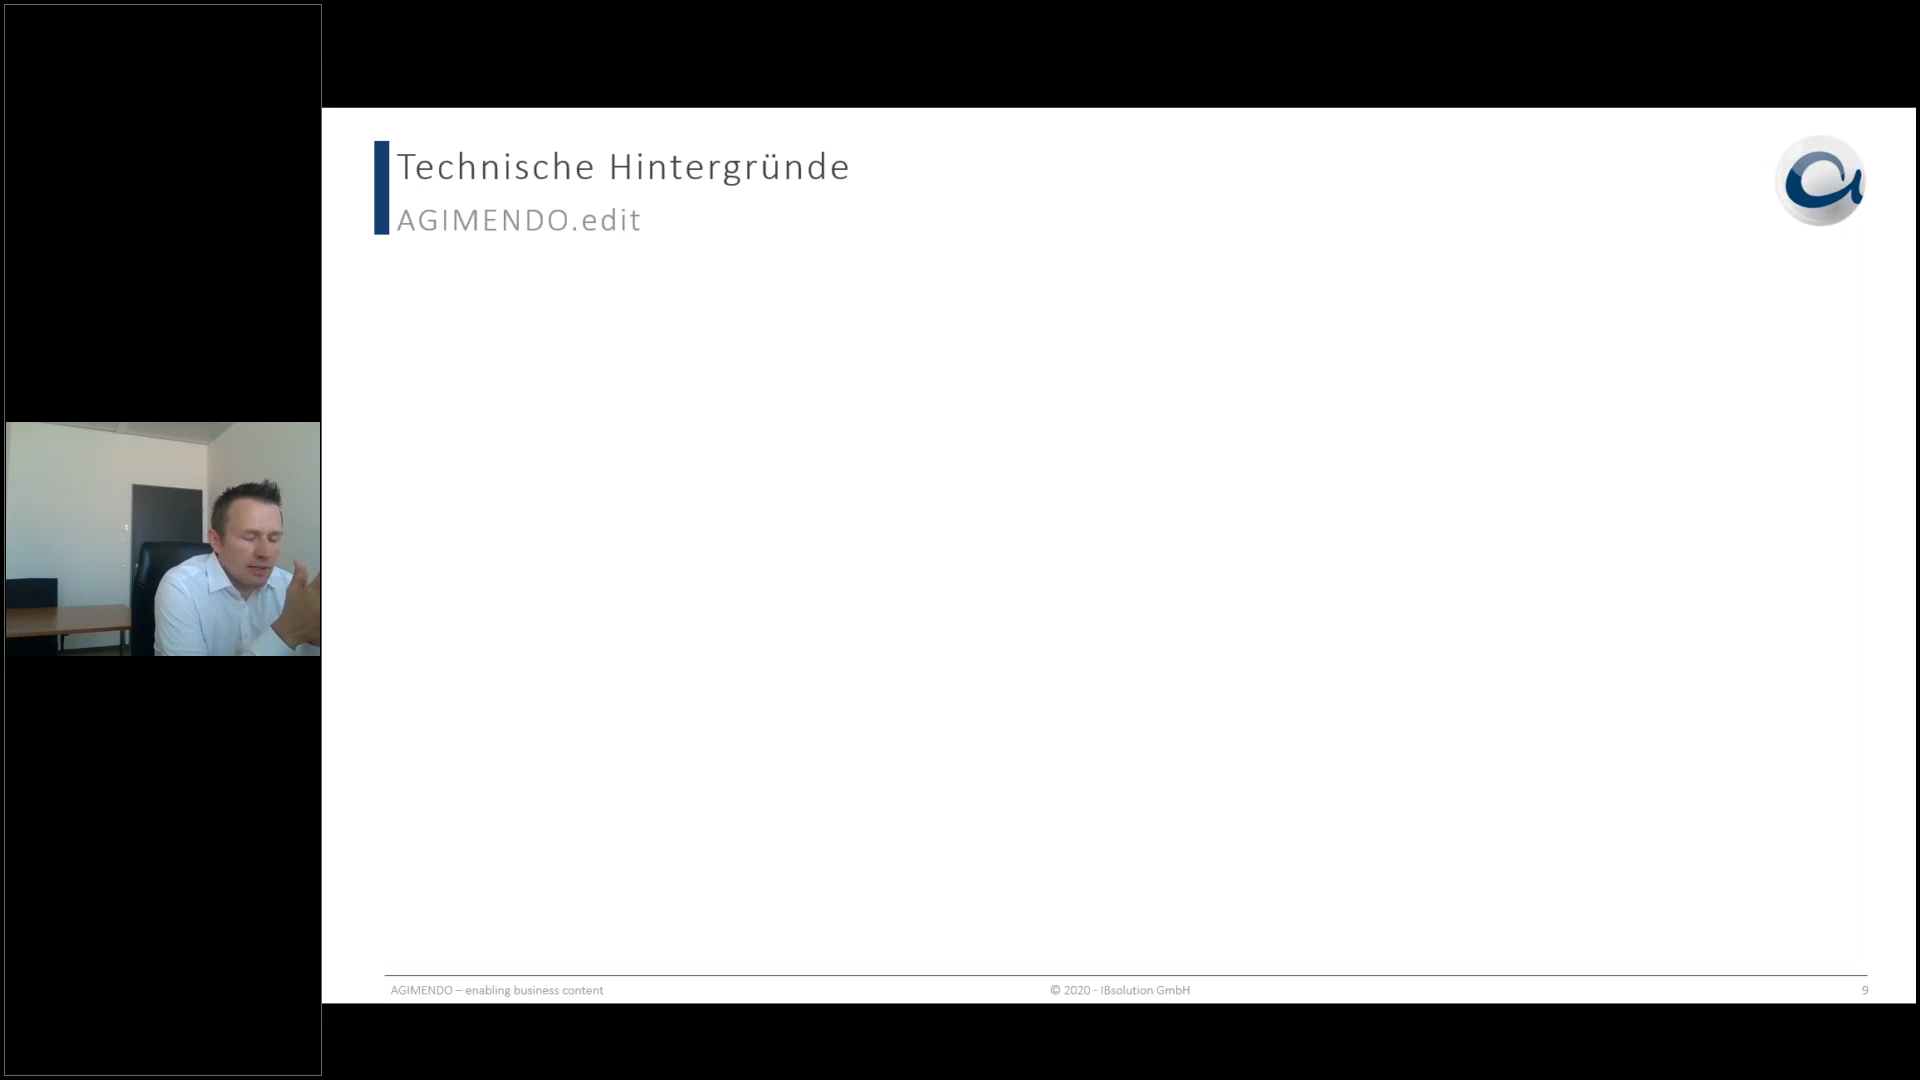 Technische Hintergründe
AGIMENDO.edit
AGIMENDO – enabling business content
© 2020 - IBsolution GmbH
9